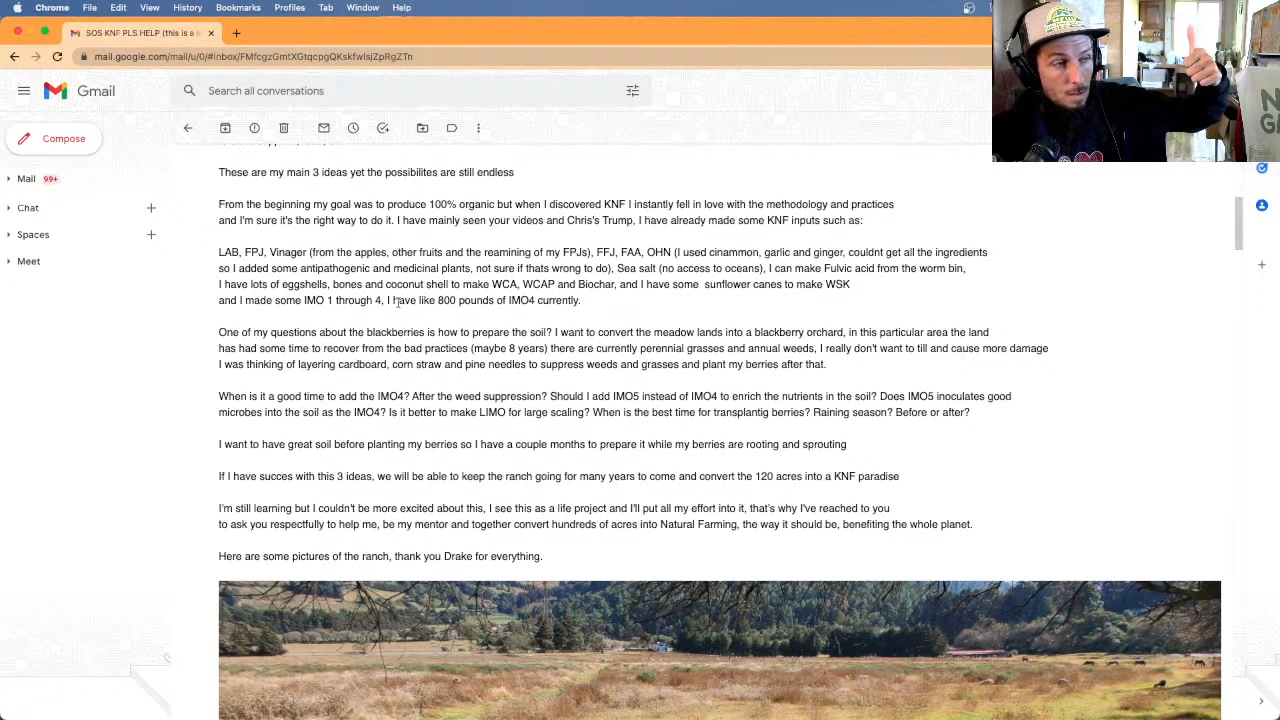 Chrome File Edit View History Bookmarks Profiles Tab Window Help
SOS KNF PLS HELP (this is a l
mail.google.com/mail/u/0/#inbox/FMfcgzGmtXGtqcpgQKskfwlsjZpRgZTn
Gmail
Search all conversations
Compose
Mail 99+
Chat
Spaces
Meet
These are my main 3 ideas yet the possibilites are still endless
From the beginning my goal was to produce 100% organic but when I discovered KNF I instantly fell in love with the methodology and practices
and I'm sure it's the right way to do it. I have mainly seen your videos and Chris's Trump, I have already made some KNF inputs such as:
LAB, FPJ, Vinager (from the apples, other fruits and the reamining of my FPJs), FFJ, FAA, OHN (I used cinammon, garlic and ginger, couldnt get all the ingredients
so I added some antipathogenic and medicinal plants, not sure if thats wrong to do), Sea salt (no access to oceans), I can make Fulvic acid from the worm bin,
I have lots of eggshells, bones and coconut shell to make WCA, WCAP and Biochar, and I have some sunflower canes to make WSK
and I made some IMO 1 through 4, I have like 800 pounds of IMO4 currently.
One of my questions about the blackberries is how to prepare the soil? I want to convert the meadow lands into a blackberry orchard, in this particular area the land
has had some time to recover from the bad practices (maybe 8 years) there are currently perennial grasses and annual weeds, I really don't want to till and cause more damage
I was thinking of layering cardboard, corn straw and pine needles to suppress weeds and grasses and plant my berries after that.
When is it a good time to add the IMO4? After the weed suppression? Should I add IMO5 instead of IMO4 to enrich the nutrients in the soil? Does IMO5 inoculates good
microbes into the soil as the IMO4? Is it better to make LIMO for large scaling? When is the best time for transplantig berries? Raining season? Before or after?
I want to have great soil before planting my berries so I have a couple months to prepare it while my berries are rooting and sprouting
If I have succes with this 3 ideas, we will be able to keep the ranch going for many years to come and convert the 120 acres into a KNF paradise
I'm still learning but I couldn't be more excited about this, I see this as a life project and I'll put all my effort into it, that's why I've reached to you
to ask you respectfully to help me, be my mentor and together convert hundreds of acres into Natural Farming, the way it should be, benefiting the whole planet.
Here are some pictures of the ranch, thank you Drake for everything.